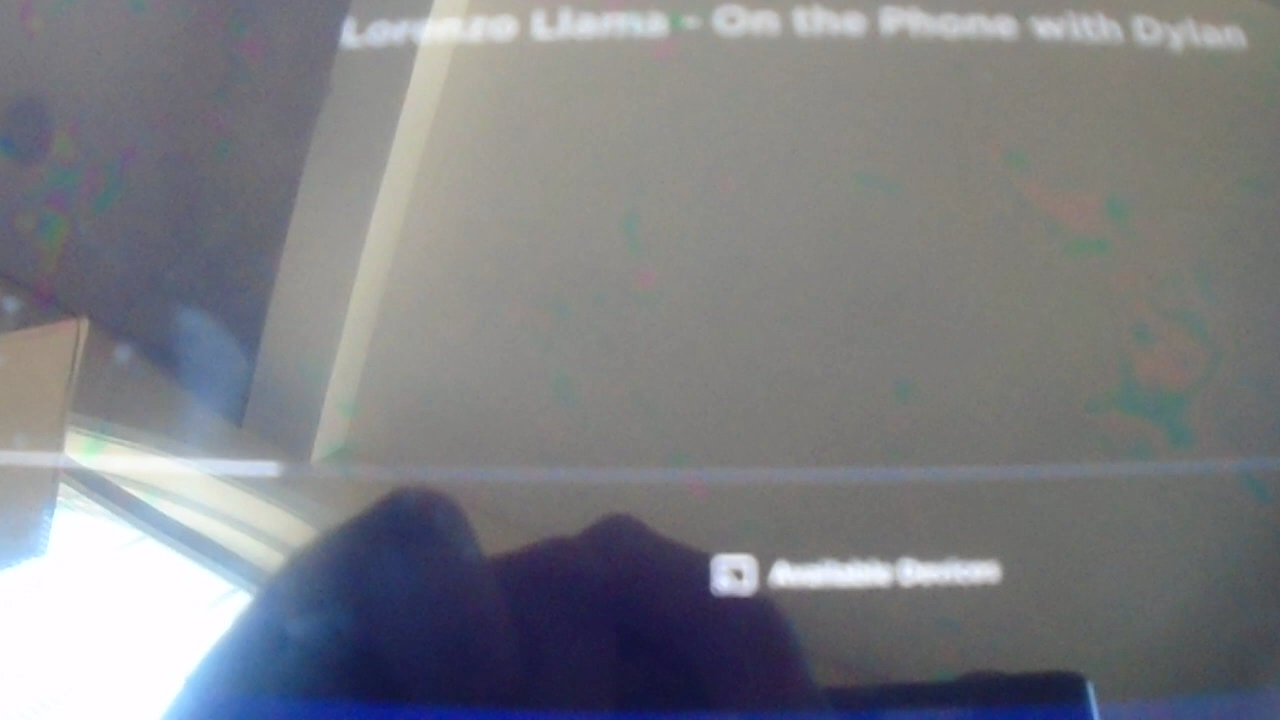 Lorenzo Llama - On the Phone with Dylan
Available Devices